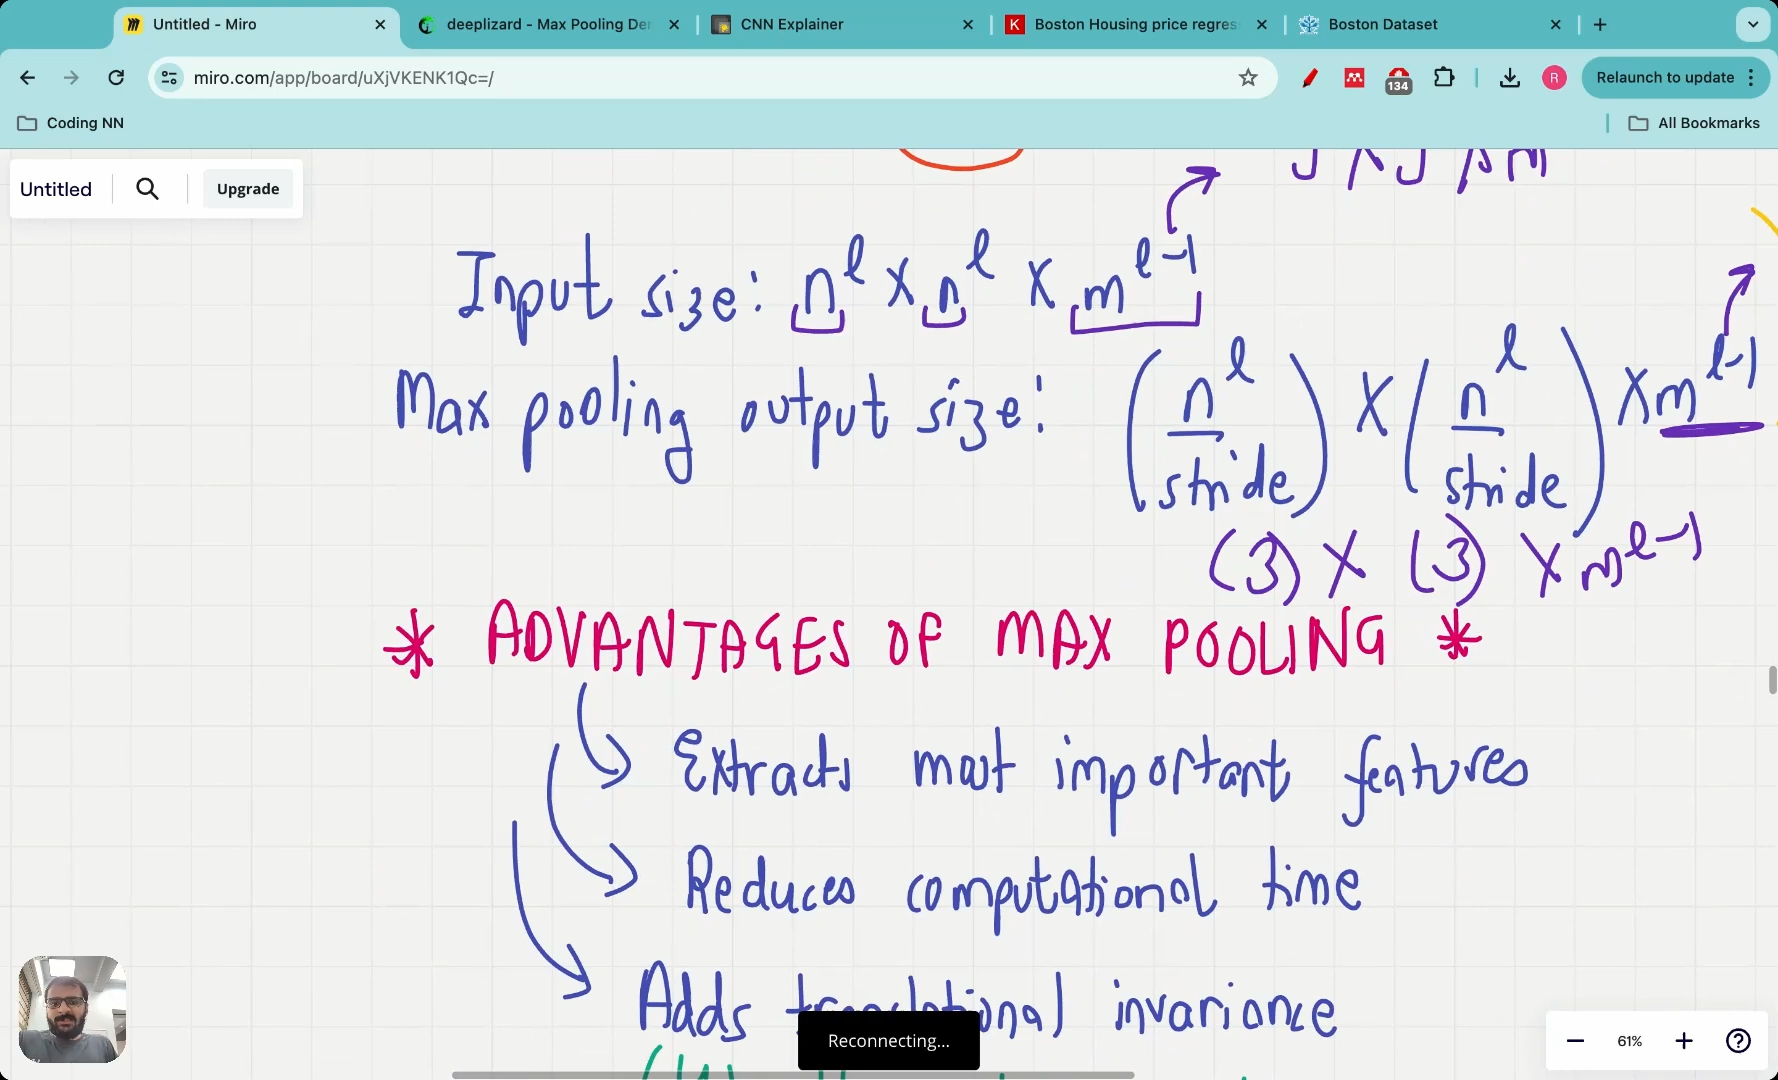 Untitled - Miro
deeplizard - Max Pooling De
CNN Explainer
Boston Housing price regres
Boston Dataset
miro.com/app/board/uXjVKENK1Qc=/
134
R
Relaunch to update
Coding NN
All Bookmarks
Untitled
Upgrade
Input size: n^l X n^l X m^l-1
Max pooling output size: (n^l/stride) X (n^l/stride) X m^l-1
(3) X (3) X m^l-1
* ADVANTAGES OF MAX POOLING *
Extracts most important features
Reduces computational time
Adds translational invariance
Reconnecting...
61%